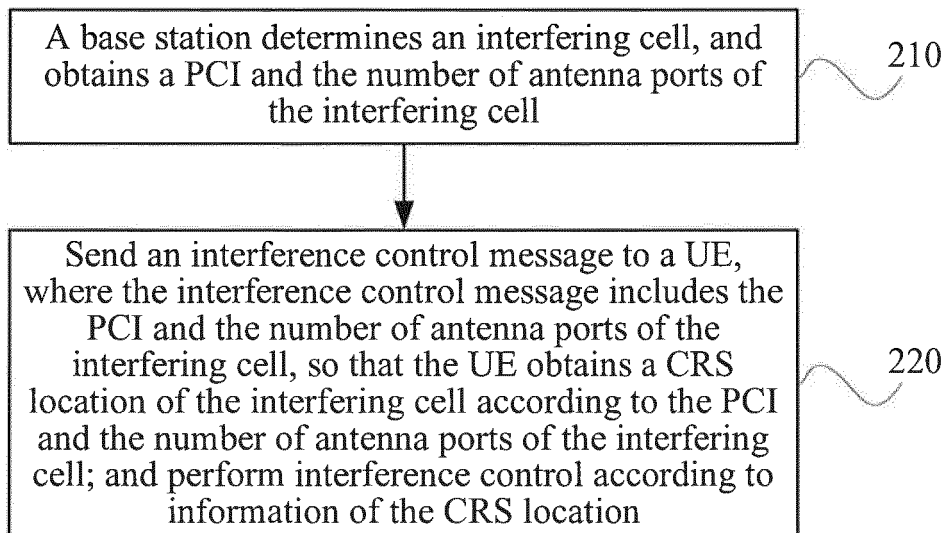 A base station determines an interfering cell, and
obtains a PCI and the number of antenna ports of
the interfering cell
210
Send an interference control message to a UE,
where the interference control message includes the
PCI and the number of antenna ports of the
interfering cell, so that the UE obtains a CRS
location of the interfering cell according to the PCI
and the number of antenna ports of the interfering
cell; and perform interference control according to
information of the CRS location
220